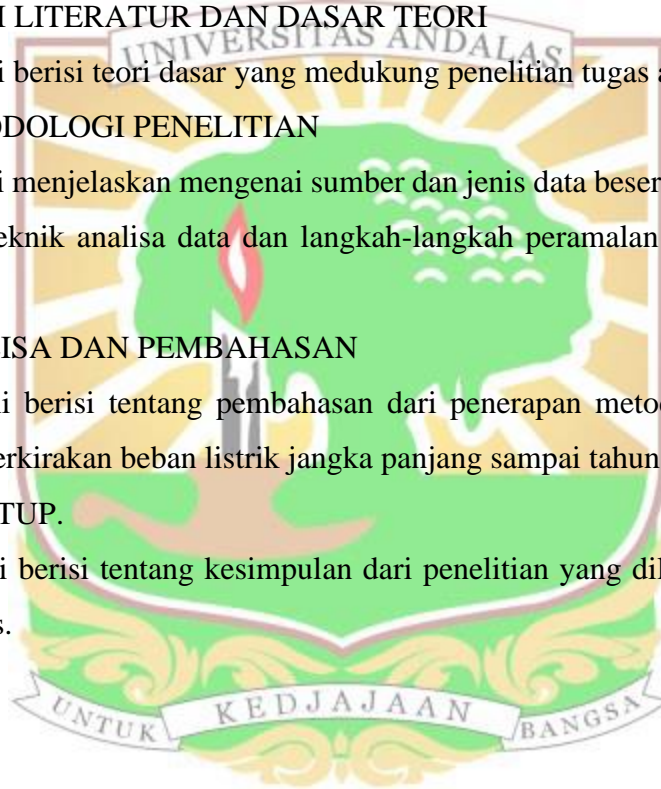 I LITERATUR DAN DASAR TEORI
UNIVERSITAS ANDALAS
i berisi teori dasar yang medukung penelitian tugas a
ODOLOGI PENELITIAN
i menjelaskan mengenai sumber dan jenis data beser
eknik analisa data dan langkah-langkah peramalan
ISA DAN PEMBAHASAN
i berisi tentang pembahasan dari penerapan meto
erkirakan beban listrik jangka panjang sampai tahun
TUP.
i berisi tentang kesimpulan dari penelitian yang dil
s.
UNTUK KEDJAJAAN BANGSA